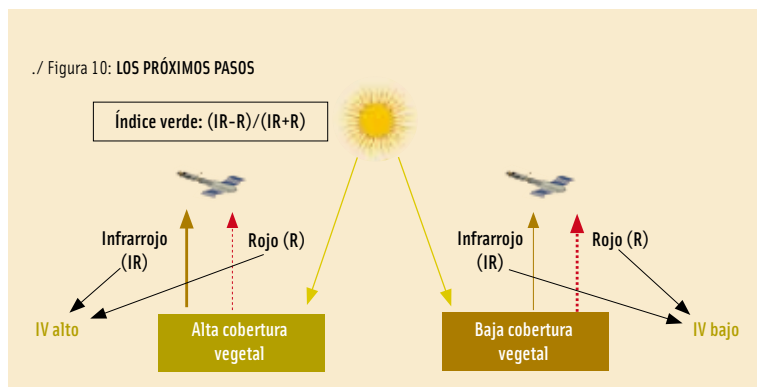 ./ Figura 10: LOS PRÓXIMOS PASOS
Índice verde: (IR-R)/(IR+R)
Infrarrojo
(IR)
Rojo (R)
IV alto
Alta cobertura
vegetal
Infrarrojo
(IR)
Rojo (R)
Baja cobertura
vegetal
IV bajo